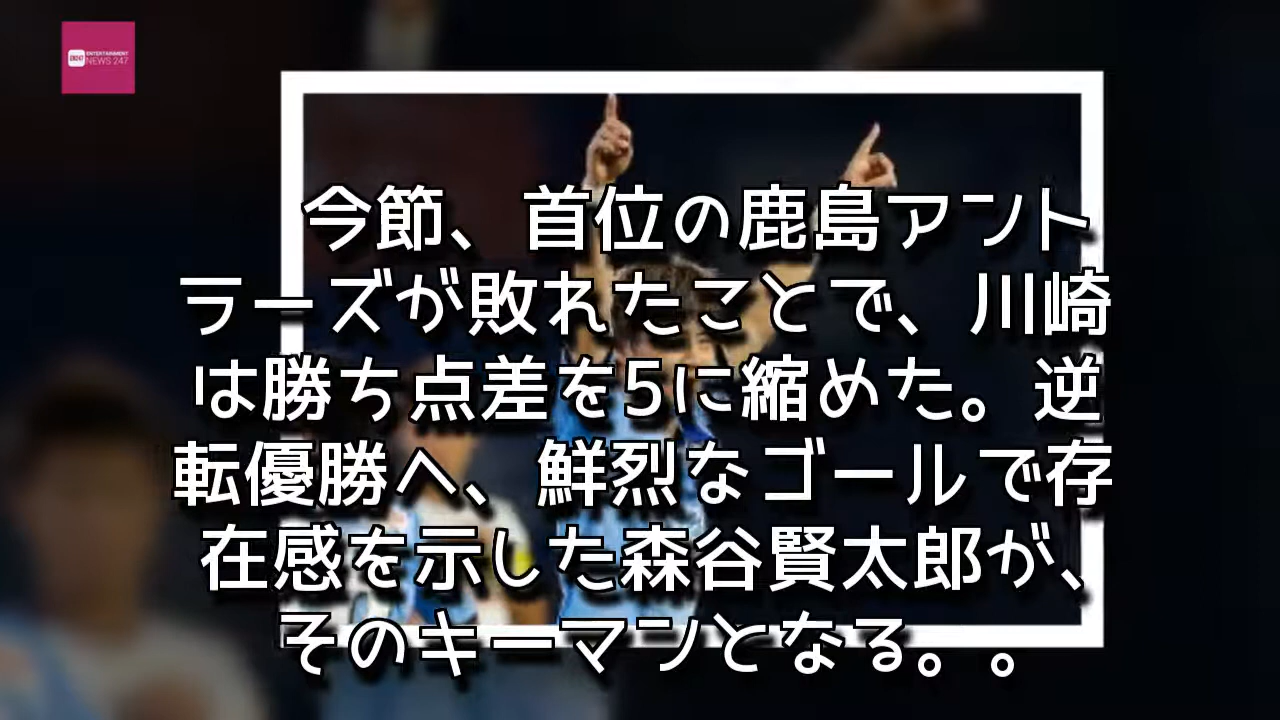 ENTERTAINMENT
NEWS 247
今節、首位の鹿島アント
ラーズが敗れたことで、川崎
は勝ち点差を5に縮めた。逆
転優勝へ、鮮烈なゴールで存
在感を示した森谷賢太郎が、
そのキーマンとなる。。